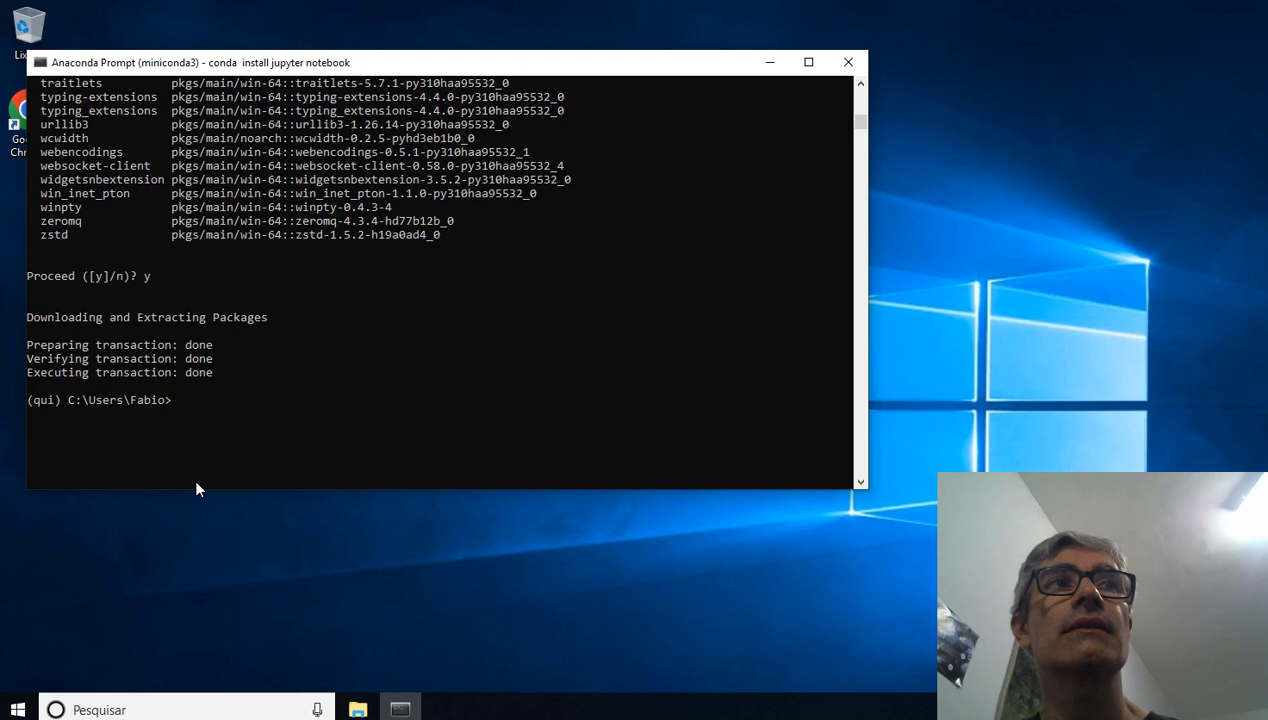 Lix
Anaconda Prompt (miniconda3) - conda  install jupyter notebook
traitlets          pkgs/main/win-64::traitlets-5.7.1-py310haa95532_0
typing-extensions  pkgs/main/win-64::typing-extensions-4.4.0-py310haa95532_0
typing_extensions  pkgs/main/win-64::typing_extensions-4.4.0-py310haa95532_0
urllib3            pkgs/main/win-64::urllib3-1.26.14-py310haa95532_0
wcwidth            pkgs/main/noarch::wcwidth-0.2.5-pyhd3eb1b0_0
webencodings       pkgs/main/win-64::webencodings-0.5.1-py310haa95532_1
websocket-client   pkgs/main/win-64::websocket-client-0.58.0-py310haa95532_4
widgetsnbextension pkgs/main/win-64::widgetsnbextension-3.5.2-py310haa95532_0
win_inet_pton      pkgs/main/win-64::win_inet_pton-1.1.0-py310haa95532_0
winpty             pkgs/main/win-64::winpty-0.4.3-4
zeromq             pkgs/main/win-64::zeromq-4.3.4-hd77b12b_0
zstd               pkgs/main/win-64::zstd-1.5.2-h19a0ad4_0
Go
Chr
Proceed ([y]/n)? y
Downloading and Extracting Packages
Preparing transaction: done
Verifying transaction: done
Executing transaction: done
(qui) C:\Users\Fabio>
Pesquisar